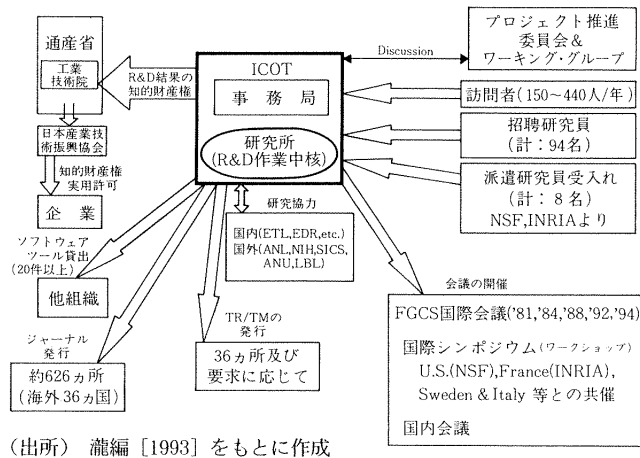 通産省
工業
技術院
R&D結果の
知的財産権
日本産業技
術振興協会
知的財産権
実用許可
企業
ICOT
事務局
研究所
(R&D作業中核)
Discussion
プロジェクト推進
委員会&
ワーキング・グループ
訪問者(150~440人/年)
招聘研究員
(計:94名)
派遣研究員受入れ
(計:8名)
NSF,INRIAより
研究協力
国内(ETL,EDR,etc.)
国外(ANL,NIH,SICS,
ANU,LBL)
ソフトウェア
ツール貸出
(20件以上)
他組織
ジャーナル
発行
約626ヵ所
(海外36ヵ国)
TR/TMの
発行
36ヵ所及び
要求に応じて
会議の開催
FGCS国際会議('81,'84,'88,'92,'94)
国際シンポジウム(ワークショップ)
U.S.(NSF),France(INRIA),
Sweden&Italy 等との共催
国内会議
(出所) 瀧編[1993]をもとに作成